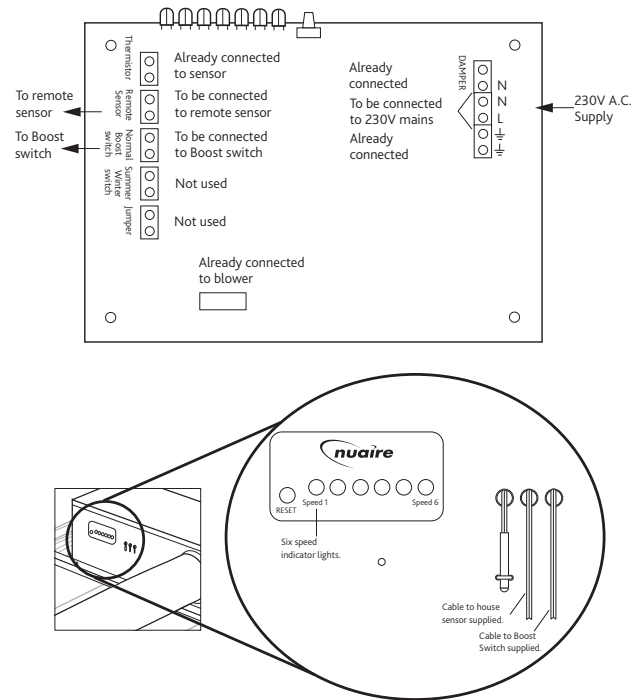 Thermistor
Already connected
to sensor
Remote
Sensor
To be connected
to remote sensor
To remote
sensor
Normal
Boost
switch
To be connected
to Boost switch
To Boost
switch
Summer
Winter
switch
Not used
Jumper
Not used
Already connected
to blower
DAMPER
Already
connected
To be connected
to 230V mains
Already
connected
N
N
L
230V A.C.
Supply
nuaire
RESET
Speed 1
Speed 6
Six speed
indicator lights.
Cable to house
sensor supplied.
Cable to Boost
Switch supplied.